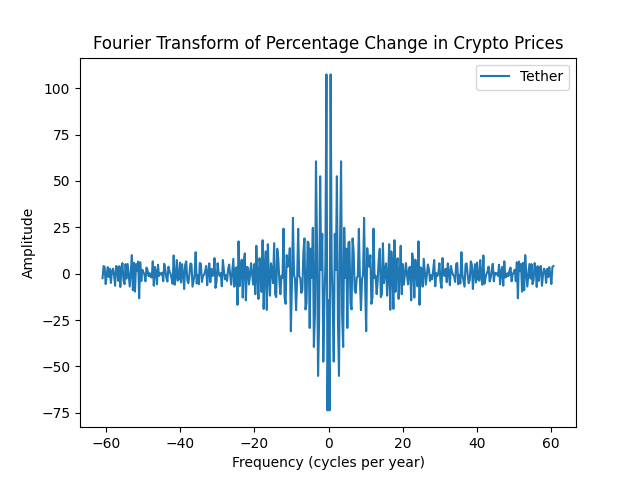 Fourier Transform of Percentage Change in Crypto Prices
Tether
100
75
50
25
0
−25
−50
−75
Amplitude
−60 −40 −20 0 20 40 60
Frequency (cycles per year)